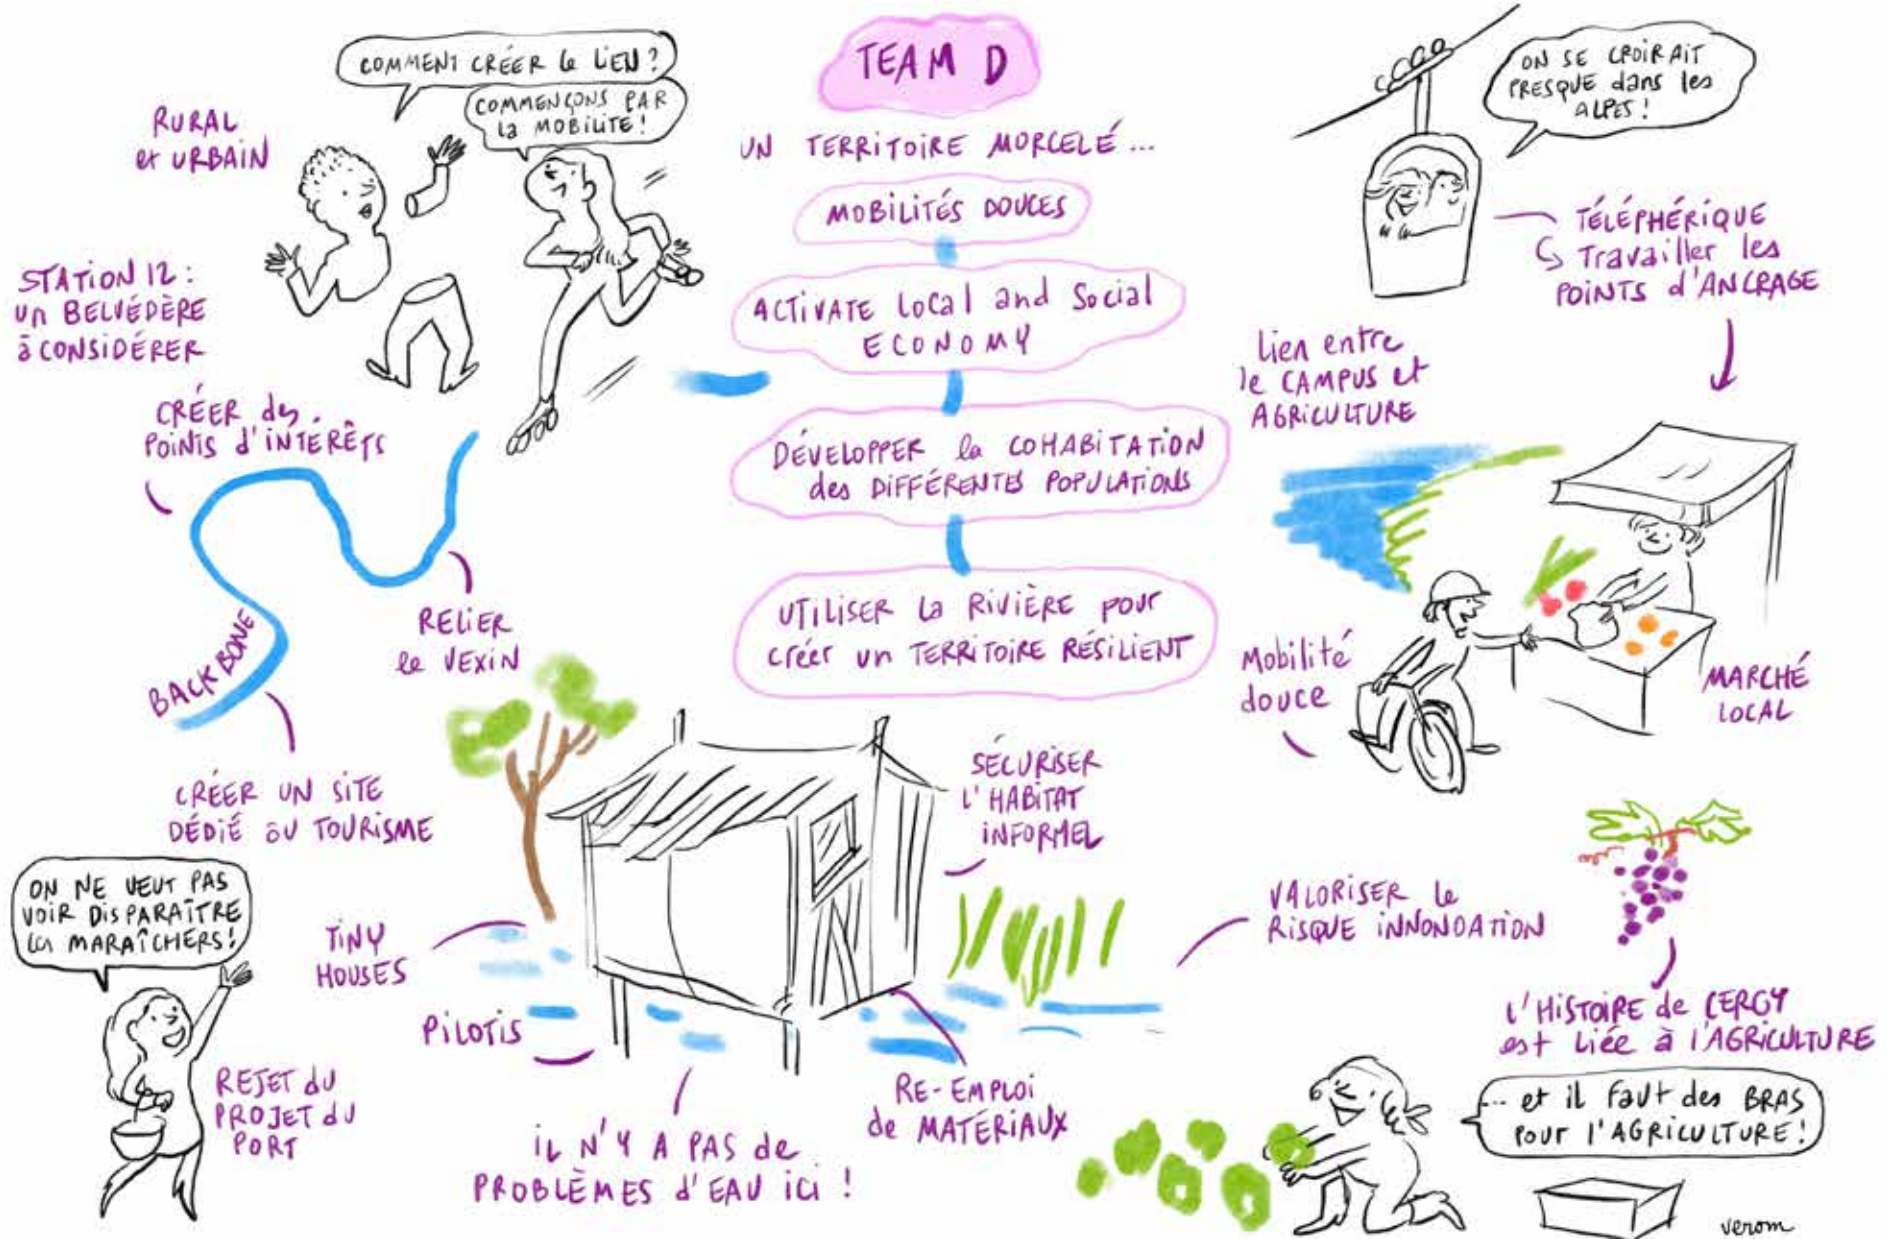 TEAM D
UN TERRITOIRE MORCELÉ...
MOBILITÉS DOUCES
ACTIVATE Local and Social
ECONOMY
DÉVELOPPER la COHABITATION
des DIFFÉRENTES POPULATIONS
UTILISER LA RIVIÈRE pour
créer un TERRITOIRE RÉSILIENT
COMMENT CRÉER le LIEN?
COMMENÇONS PAR
la MOBILITÉ!
RURAL
et URBAIN
STATION 12:
un BELVÉDÈRE
à CONSIDÉRER
CRÉER des
POINTS d'INTÉRÊTS
BACKBONE
RELIER
le VEXIN
CRÉER UN SITE
DÉDIÉ au TOURISME
ON NE VEUT PAS
VOIR DISPARAÎTRE
les MARAÎCHERS!
REJET du
PROJET du
PORT
TINY
HOUSES
PILOTIS
IL N'Y A PAS de
PROBLÈMES d'EAU ici !
RE-EMPLOI
de MATÉRIAUX
SÉCURISER
L'HABITAT
INFORMEL
VALORISER le
RISQUE INNONDATION
ON SE CROIRAIT
PRESQUE dans les
ALPES!
TÉLÉPHÉRIQUE
Travailler les
POINTS d'ANCRAGE
Lien entre
le CAMPUS et
AGRICULTURE
Mobilité
douce
MARCHÉ
LOCAL
L'HISTOIRE de CERGY
est liée à l'AGRICULTURE
... et il faut des BRAS
pour l'AGRICULTURE!
verom